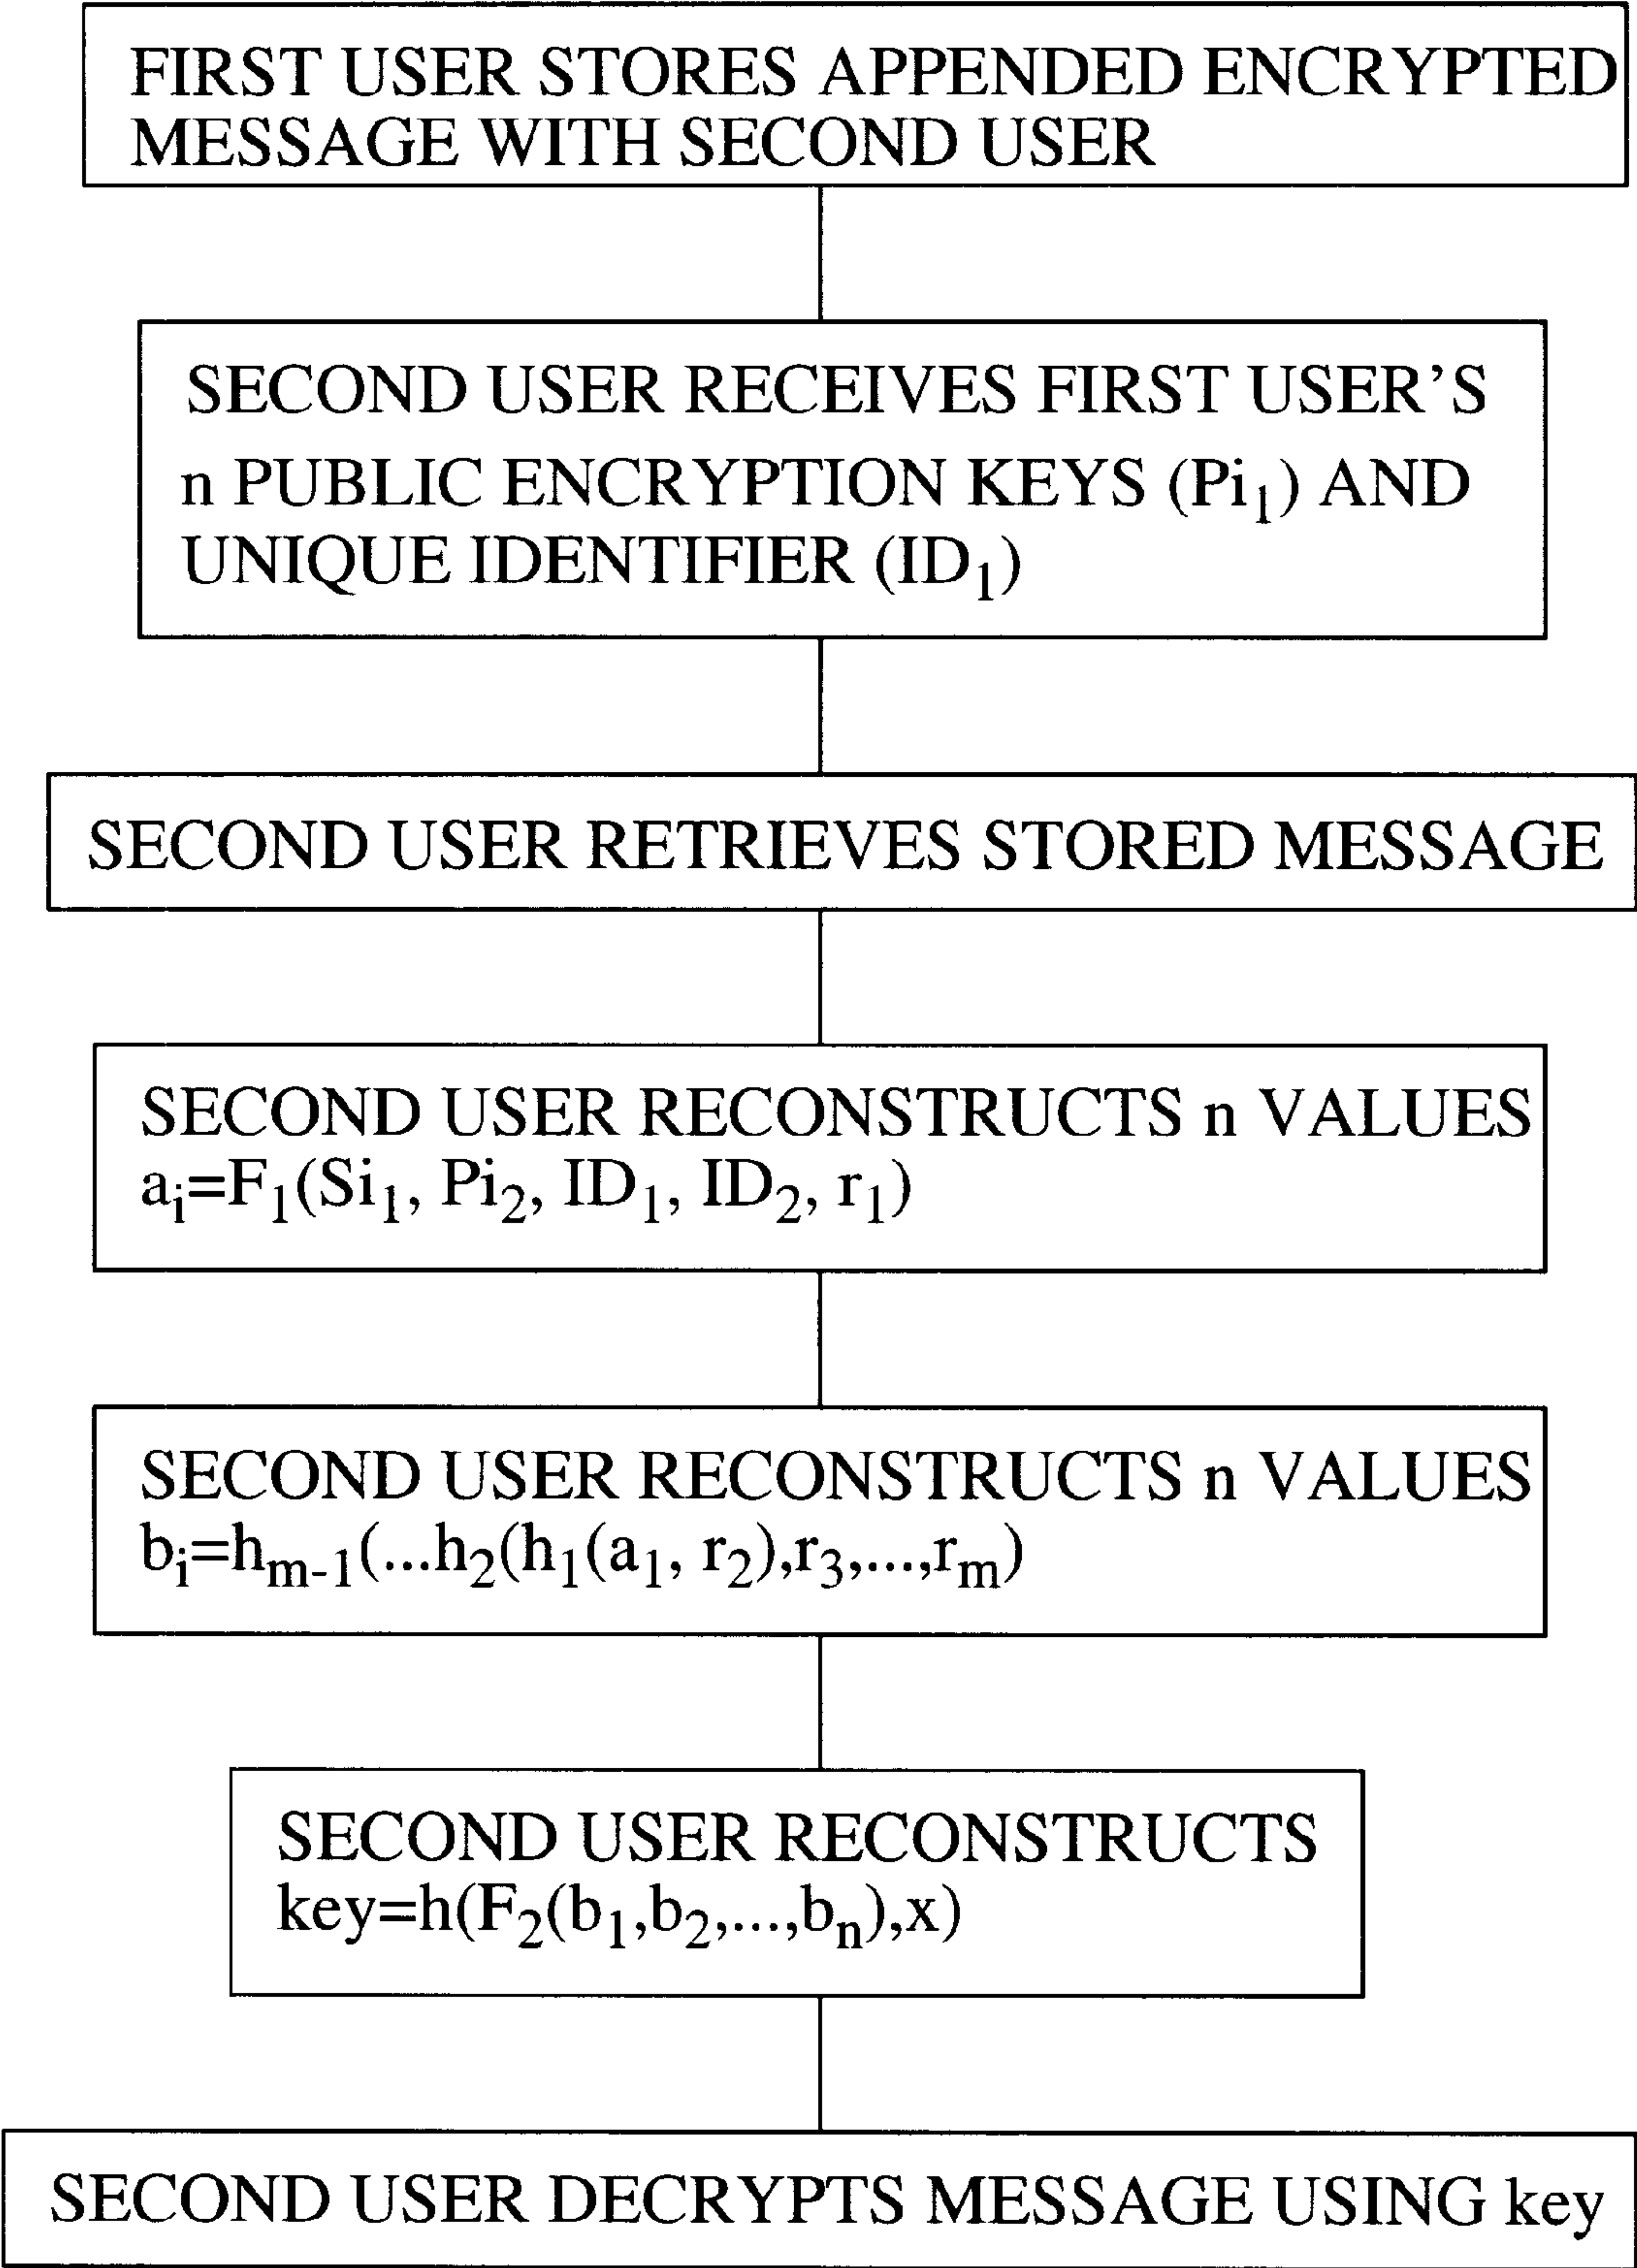 FIRST USER STORES APPENDED ENCRYPTED
MESSAGE WITH SECOND USER
SECOND USER RECEIVES FIRST USER’S
n PUBLIC ENCRYPTION KEYS (Pi₁) AND
UNIQUE IDENTIFIER (ID₁)
SECOND USER RETRIEVES STORED MESSAGE
SECOND USER RECONSTRUCTS n VALUES
aᵢ=F₁(Si₁, Pi₂, ID₁, ID₂, r₁)
SECOND USER RECONSTRUCTS n VALUES
bᵢ=hₘ₋₁(...h₂(h₁(a₁, r₂),r₃,...,rₘ)
SECOND USER RECONSTRUCTS
key=h(F₂(b₁,b₂,...,bₙ),x)
SECOND USER DECRYPTS MESSAGE USING key